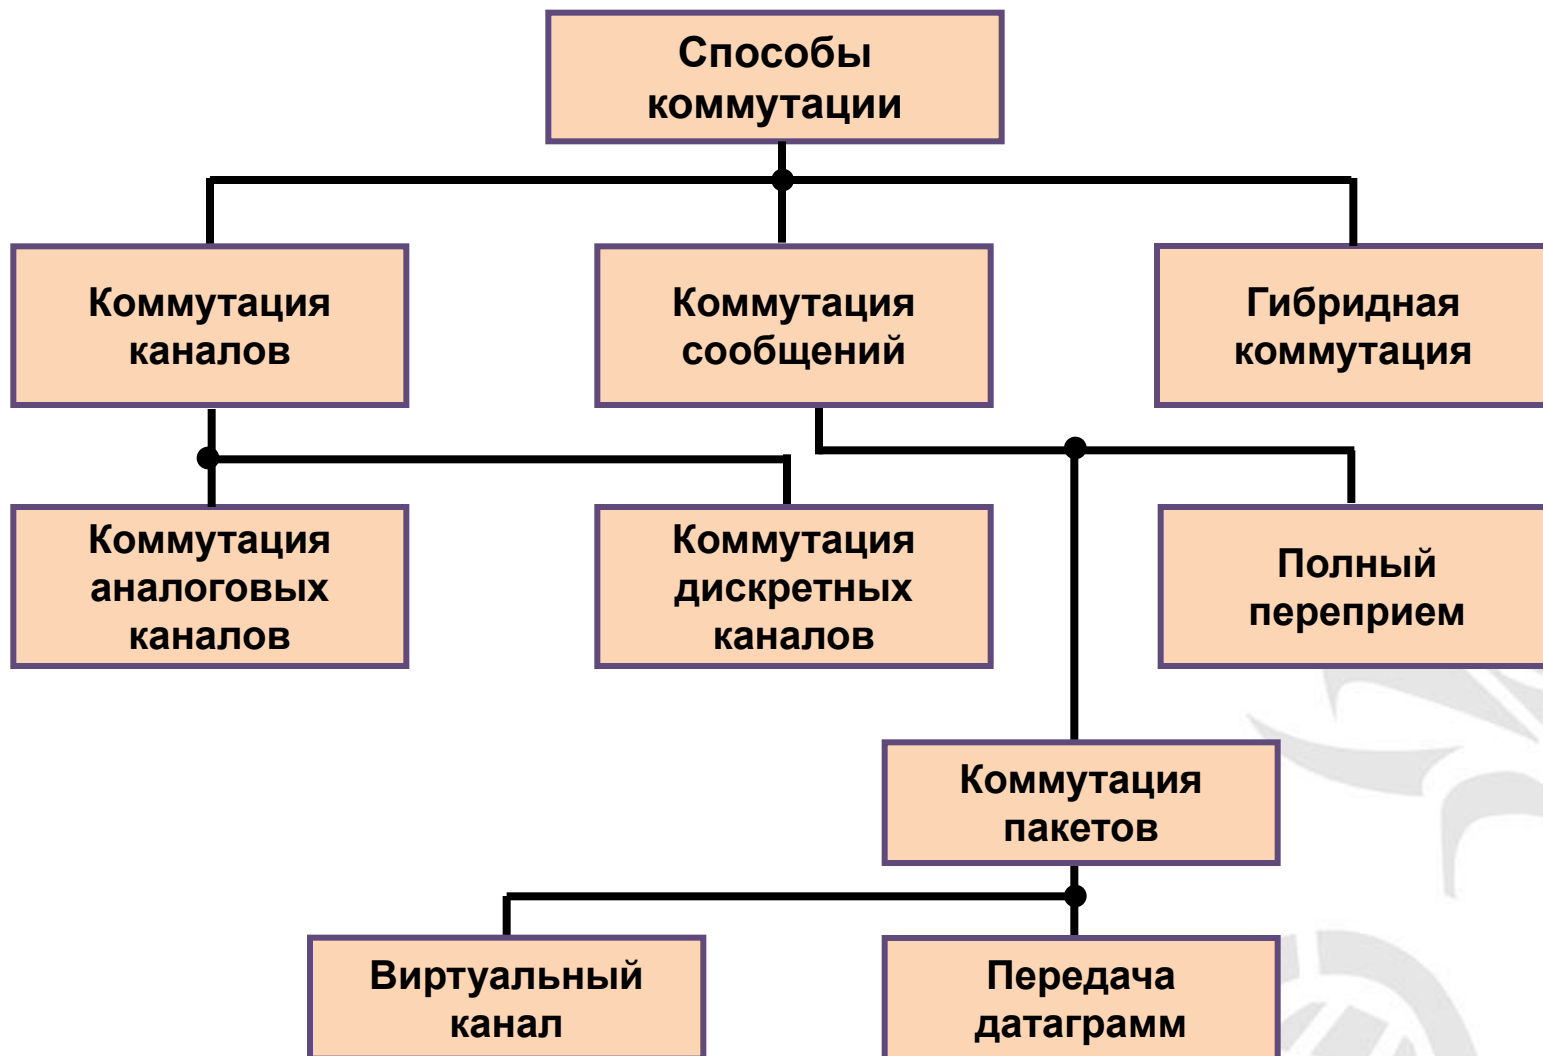 Способы
коммутации
Коммутация
каналов
Коммутация
сообщений
Гибридная
коммутация
Коммутация
аналоговых
каналов
Коммутация
дискретных
каналов
Полный
переприем
Коммутация
пакетов
Виртуальный
канал
Передача
датаграмм